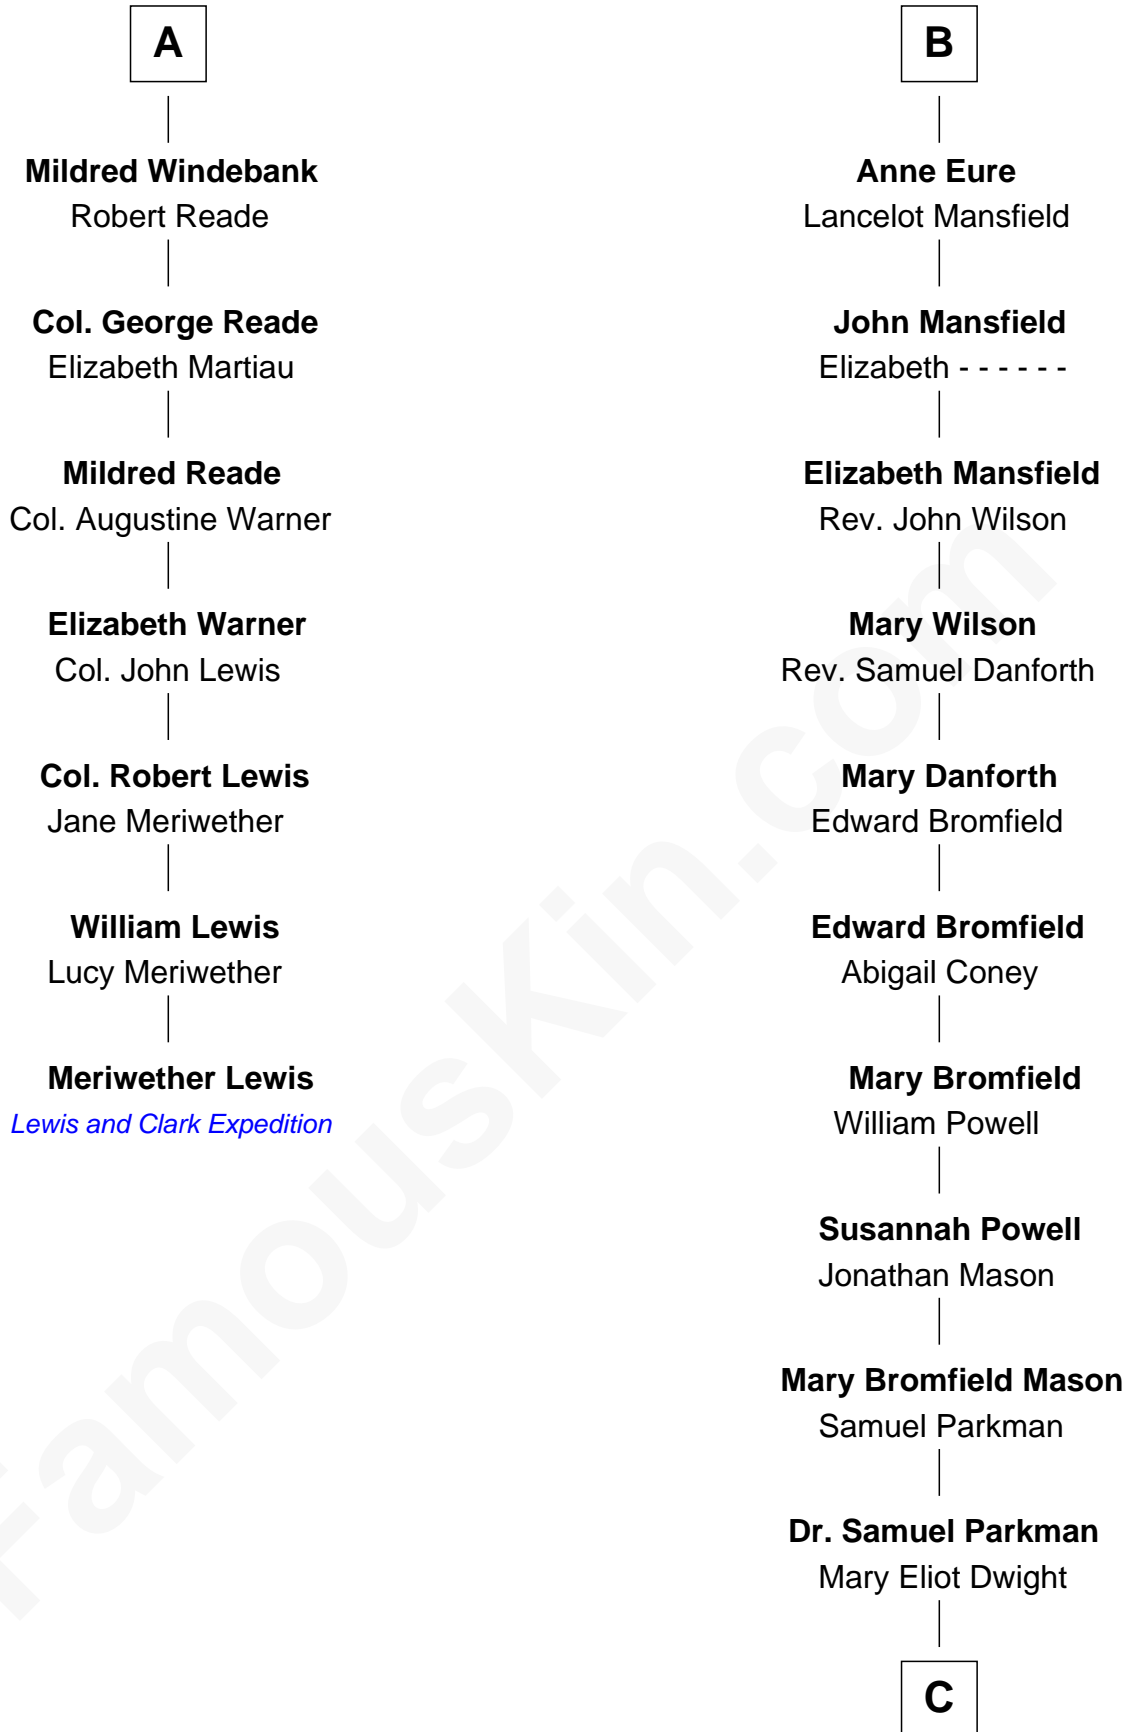 A
Mildred Windebank
Robert Reade
Col. George Reade
Elizabeth Martiau
Mildred Reade
Col. Augustine Warner
Elizabeth Warner
Col. John Lewis
Col. Robert Lewis
Jane Meriwether
William Lewis
Lucy Meriwether
Meriwether Lewis
Lewis and Clark Expedition
B
Anne Eure
Lancelot Mansfield
John Mansfield
Elizabeth - - - - - -
Elizabeth Mansfield
Rev. John Wilson
Mary Wilson
Rev. Samuel Danforth
Mary Danforth
Edward Bromfield
Edward Bromfield
Abigail Coney
Mary Bromfield
William Powell
Susannah Powell
Jonathan Mason
Mary Bromfield Mason
Samuel Parkman
Dr. Samuel Parkman
Mary Eliot Dwight
C
FamousKin.com